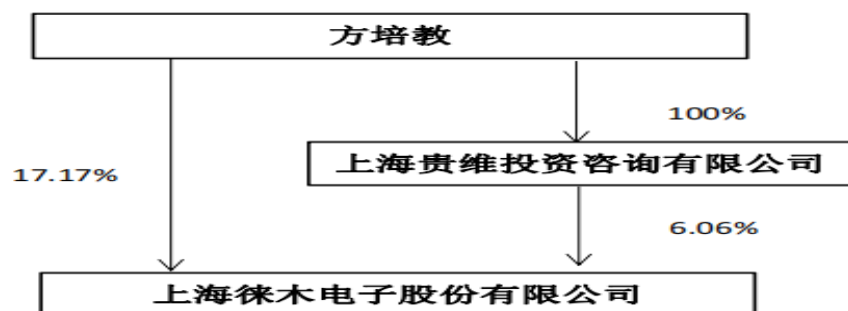 方培教
100%
17.17%
上海贵维投资咨询有限公司
6.06%
上海徕木电子股份有限公司